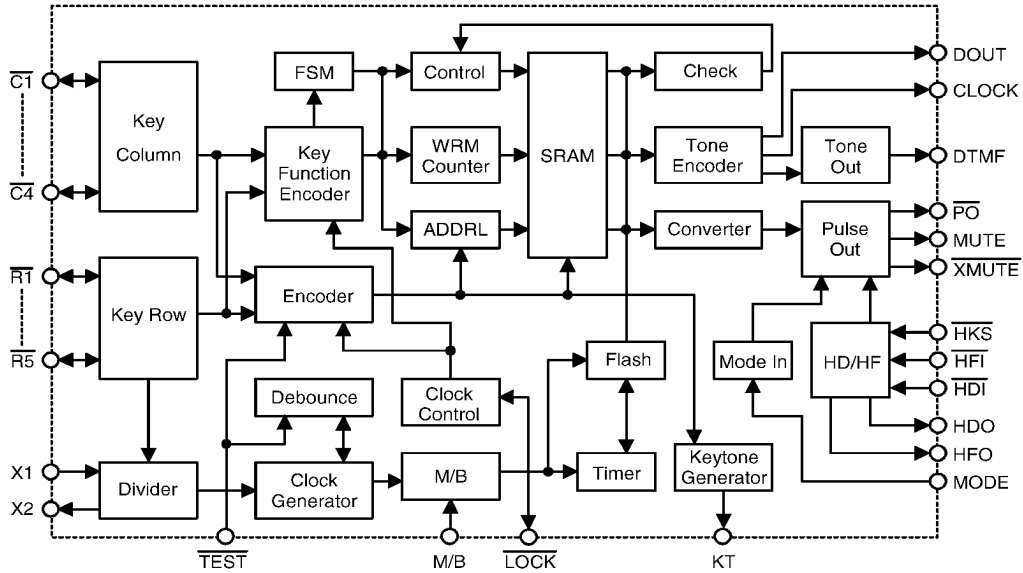 FSM
Control
Check
DOUT
C1
CLOCK
Key
Column
Key
Function
Encoder
WRM
Counter
SRAM
Tone
Encoder
Tone
Out
DTMF
C4
ADDRL
Converter
Pulse
Out
PO
MUTE
XMUTE
R1
Key Row
Encoder
HKS
R5
Flash
Mode In
HD/HF
HFI
HDI
Debounce
Clock
Control
HDO
HFO
X1
Divider
Clock
Generator
M/B
Timer
Keytone
Generator
MODE
X2
TEST
M/B
LOCK
KT